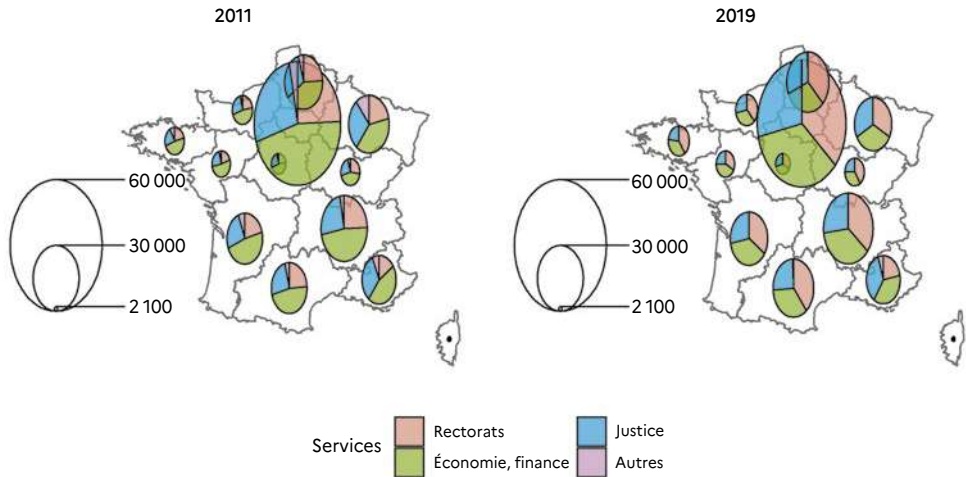 2011
2019
60 000
30 000
2 100
60 000
30 000
2 100
Services
Rectorats
Justice
Économie, finance
Autres